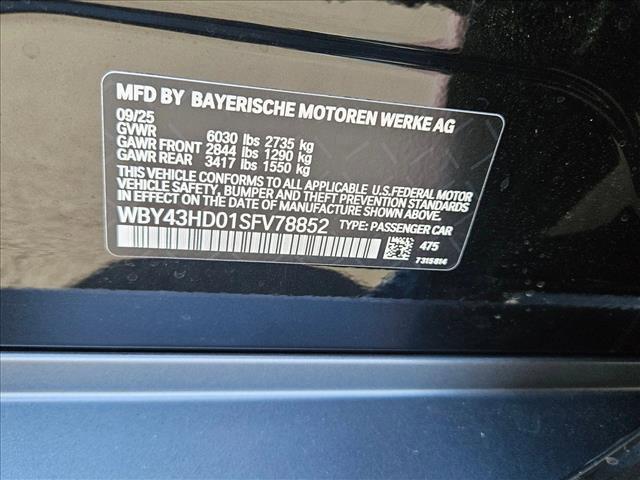 MFD BY BAYERISCHE MOTOREN WERKE AG
09/25
GVWR 6030 lbs 2735 kg
GAWR FRONT 2844 lbs 1290 kg
GAWR REAR 3417 lbs 1550 kg
THIS VEHICLE CONFORMS TO ALL APPLICABLE U.S.FEDERAL MOTOR
VEHICLE SAFETY, BUMPER AND THEFT PREVENTION STANDARDS
IN EFFECT ON THE DATE OF MANUFACTURE SHOWN ABOVE.
WBY43HD01SFV78852 TYPE: PASSENGER CAR
475
7315814